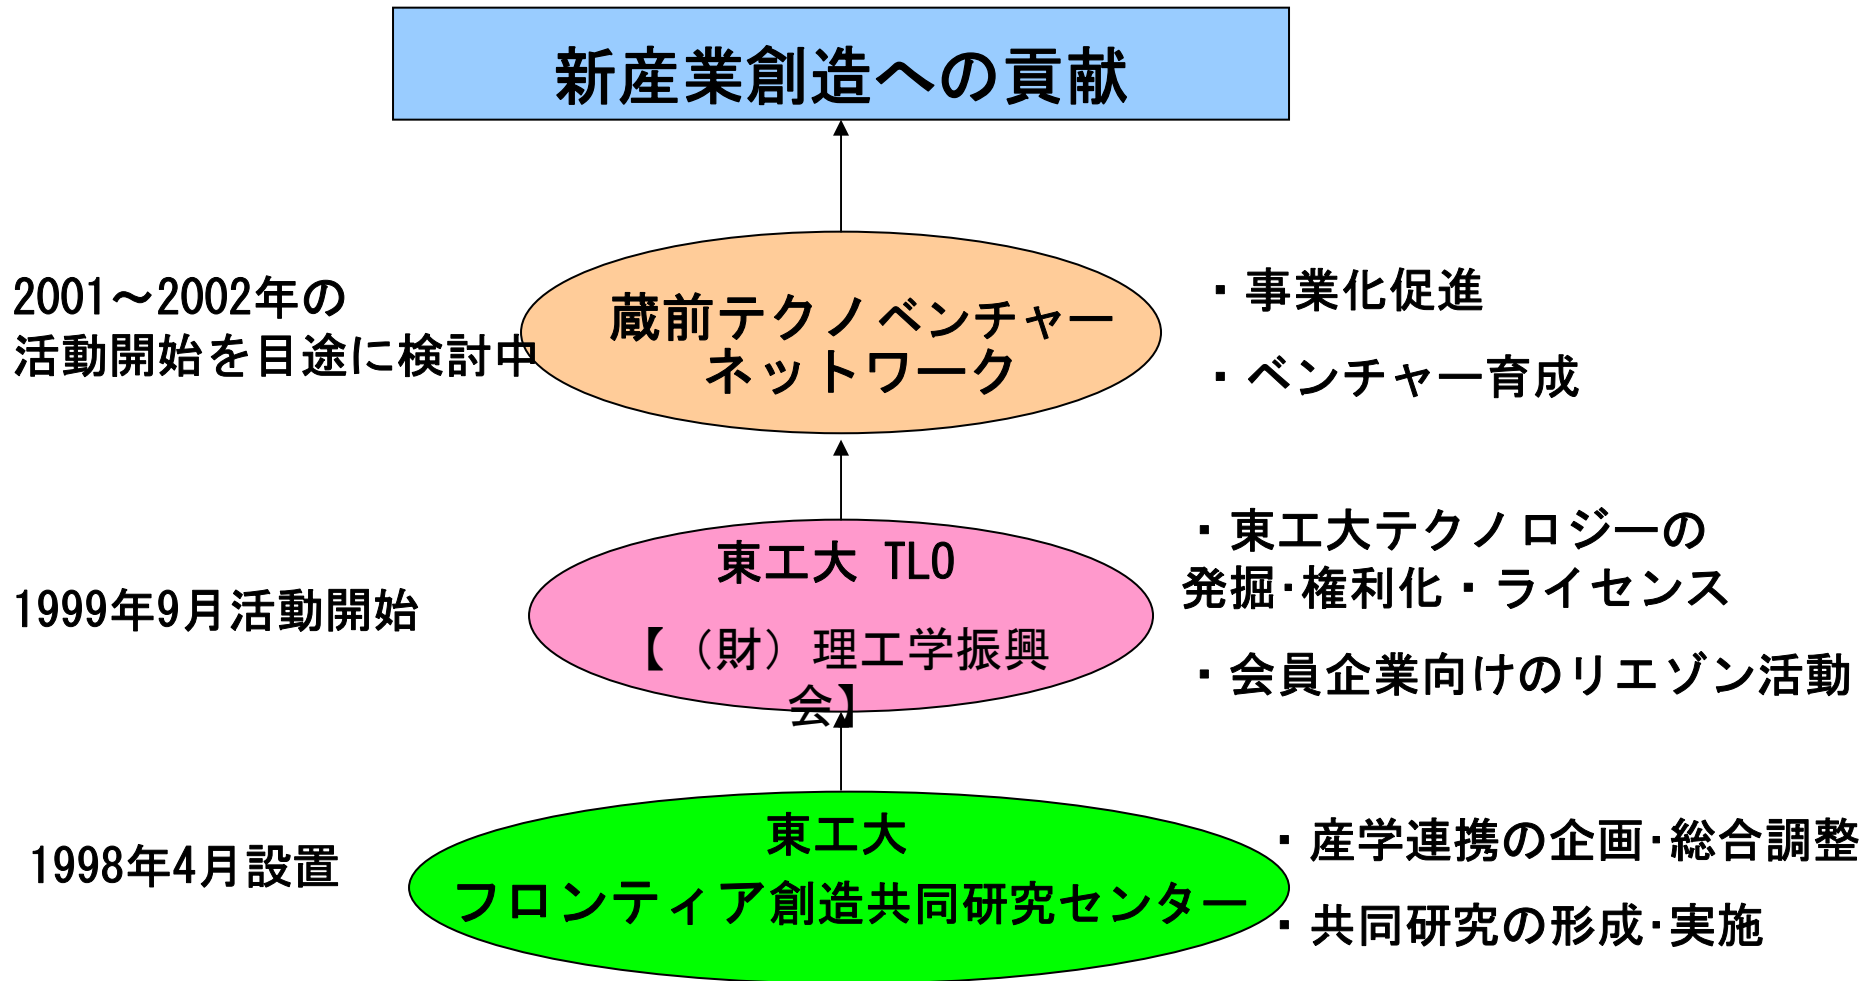 新産業創造への貢献
2001～2002年の
活動開始を目途に検討中
蔵前テクノベンチャー
ネットワーク
・事業化促進
・ベンチャー育成
1999年9月活動開始
東工大 TLO
【（財）理工学振興
会】
・東工大テクノロジーの
発掘・権利化・ライセンス
・会員企業向けのリエゾン活動
1998年4月設置
東工大
フロンティア創造共同研究センター
・産学連携の企画・総合調整
・共同研究の形成・実施